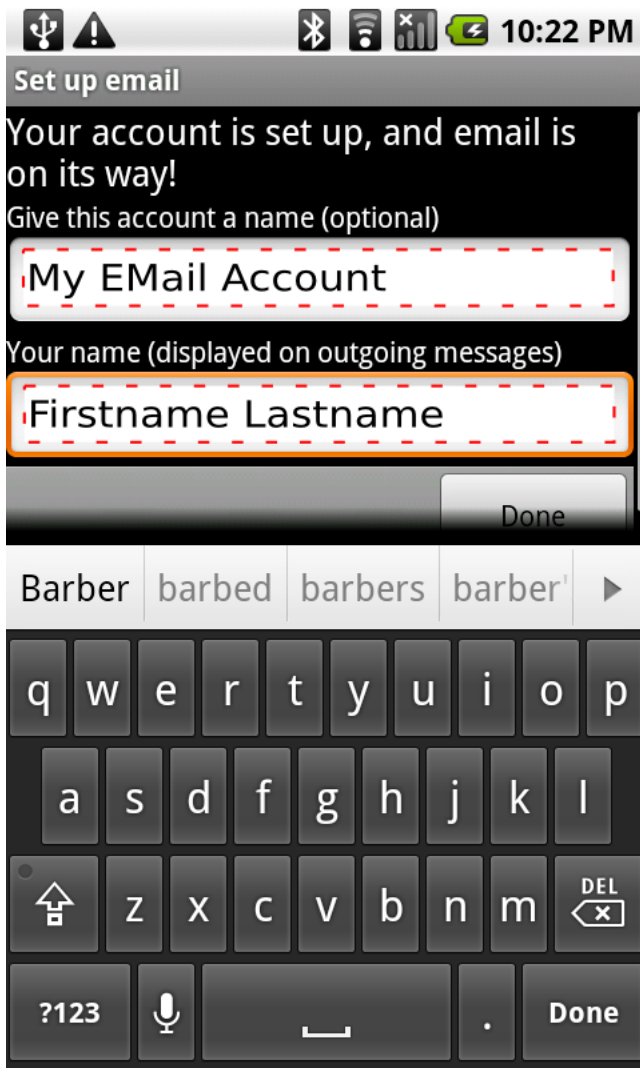 10:22 PM
Set up email
Your account is set up, and email is
on its way!
Give this account a name (optional)
My EMail Account
Your name (displayed on outgoing messages)
Firstname Lastname
Done
Barber barbed barbers barber'
q w e r t y u i o p
a s d f g h j k l
z x c v b n m DEL
?123 . Done